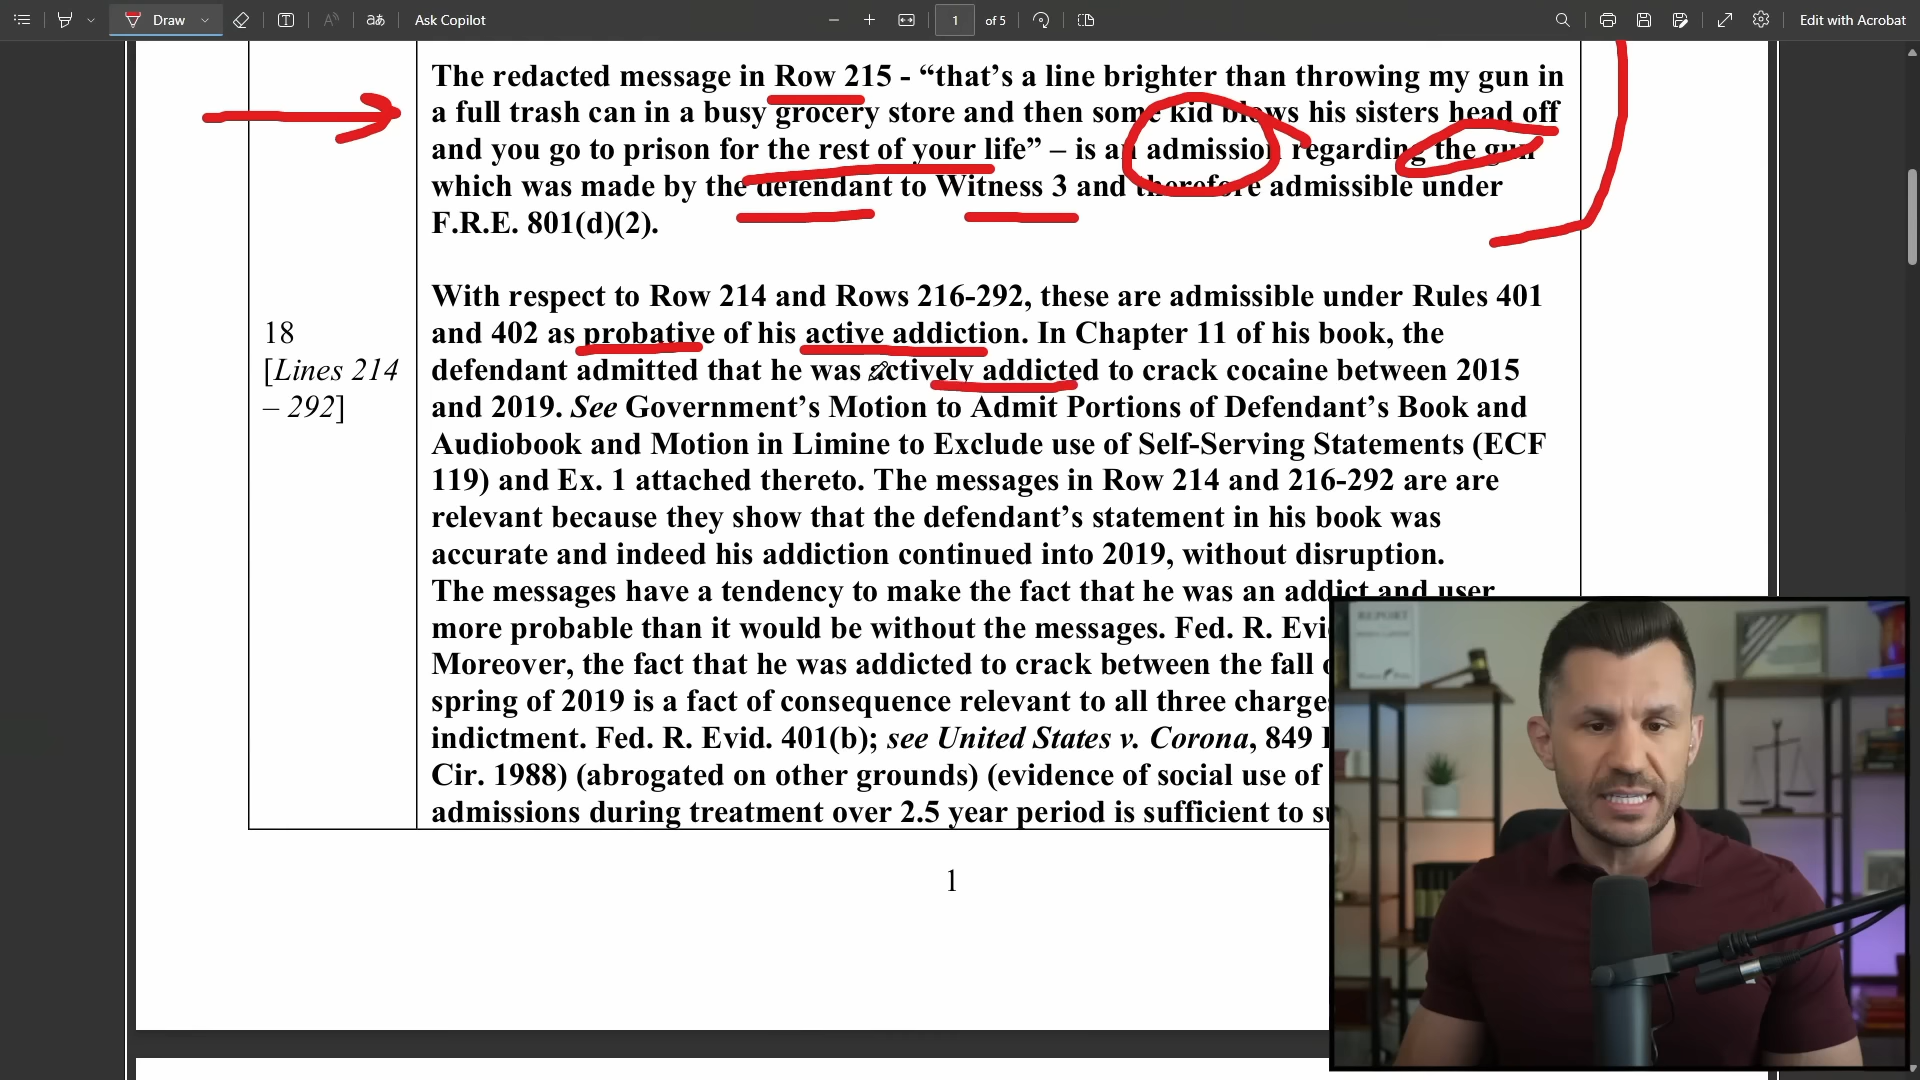 Draw
Ask Copilot
1
of 5
Edit with Acrobat
The redacted message in Row 215 - “that’s a line brighter than throwing my gun in
a full trash can in a busy grocery store and then some kid blows his sisters head off
and you go to prison for the rest of your life” – is an admission regarding the gun
which was made by the defendant to Witness 3 and therefore admissible under
F.R.E. 801(d)(2).
18
[Lines 214
– 292]
With respect to Row 214 and Rows 216-292, these are admissible under Rules 401
and 402 as probative of his active addiction. In Chapter 11 of his book, the
defendant admitted that he was actively addicted to crack cocaine between 2015
and 2019. See Government’s Motion to Admit Portions of Defendant’s Book and
Audiobook and Motion in Limine to Exclude use of Self-Serving Statements (ECF
119) and Ex. 1 attached thereto. The messages in Row 214 and 216-292 are are
relevant because they show that the defendant’s statement in his book was
accurate and indeed his addiction continued into 2019, without disruption.
The messages have a tendency to make the fact that he was an addict and user
more probable than it would be without the messages. Fed. R. Evi
Moreover, the fact that he was addicted to crack between the fall
spring of 2019 is a fact of consequence relevant to all three charge
indictment. Fed. R. Evid. 401(b); see United States v. Corona, 849
Cir. 1988) (abrogated on other grounds) (evidence of social use of
admissions during treatment over 2.5 year period is sufficient to
1
REPORT